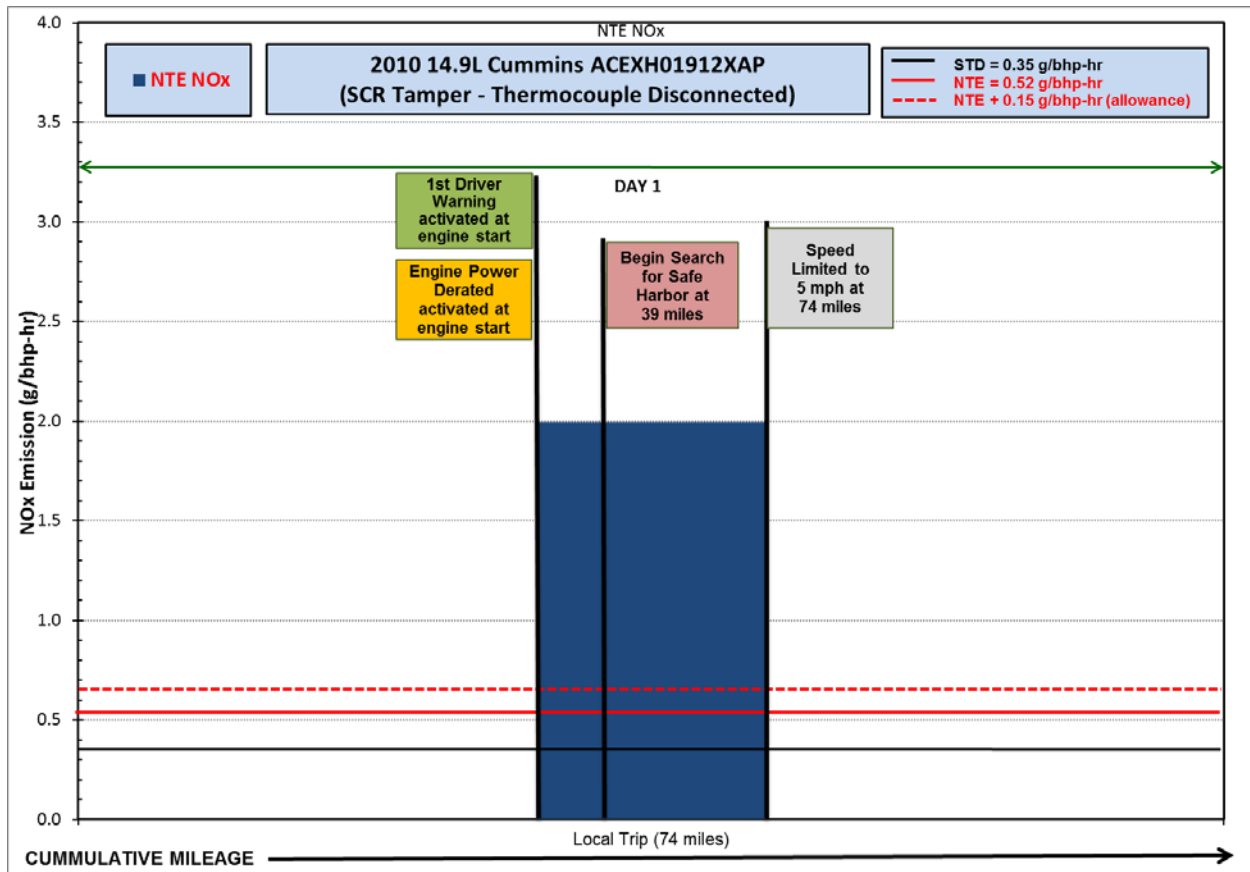 NTE NOx
NTE NOx
2010 14.9L Cummins ACEXH01912XAP
(SCR Tamper - Thermocouple Disconnected)
STD = 0.35 g/bhp-hr
NTE = 0.52 g/bhp-hr
NTE + 0.15 g/bhp-hr (allowance)
4.0
3.5
3.0
2.5
2.0
1.5
1.0
0.5
0.0
NOx Emission (g/bhp-hr)
DAY 1
1st Driver
Warning
activated at
engine start
Engine Power
Derated
activated at
engine start
Begin Search
for Safe
Harbor at
39 miles
Speed
Limited to
5 mph at
74 miles
Local Trip (74 miles)
CUMMULATIVE MILEAGE